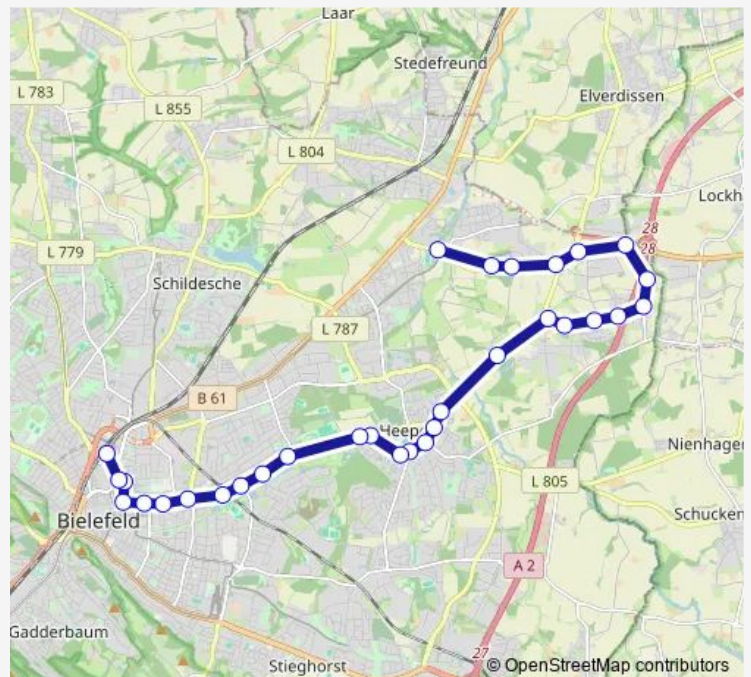 Laar
Stedefreund
L 783
Elverdissen
L 855
L 804
Lockh
28
28
L 779
Schildesche
L 787
B 61
Heep
Nienhagen
L 805
Schucken
Bielefeld
A 2
Gadderbaum
27
Stieghorst
© OpenStreetMap contributors